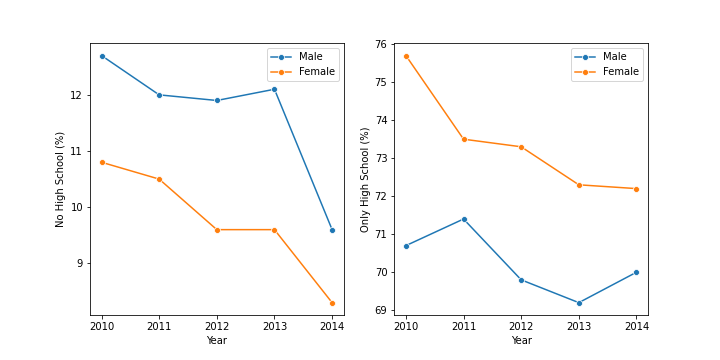 No High School (%)
12
11
10
9
2010 2011 2012 2013 2014
Year
Male
Female
Only High School (%)
76
75
74
73
72
71
70
69
2010 2011 2012 2013 2014
Year
Male
Female